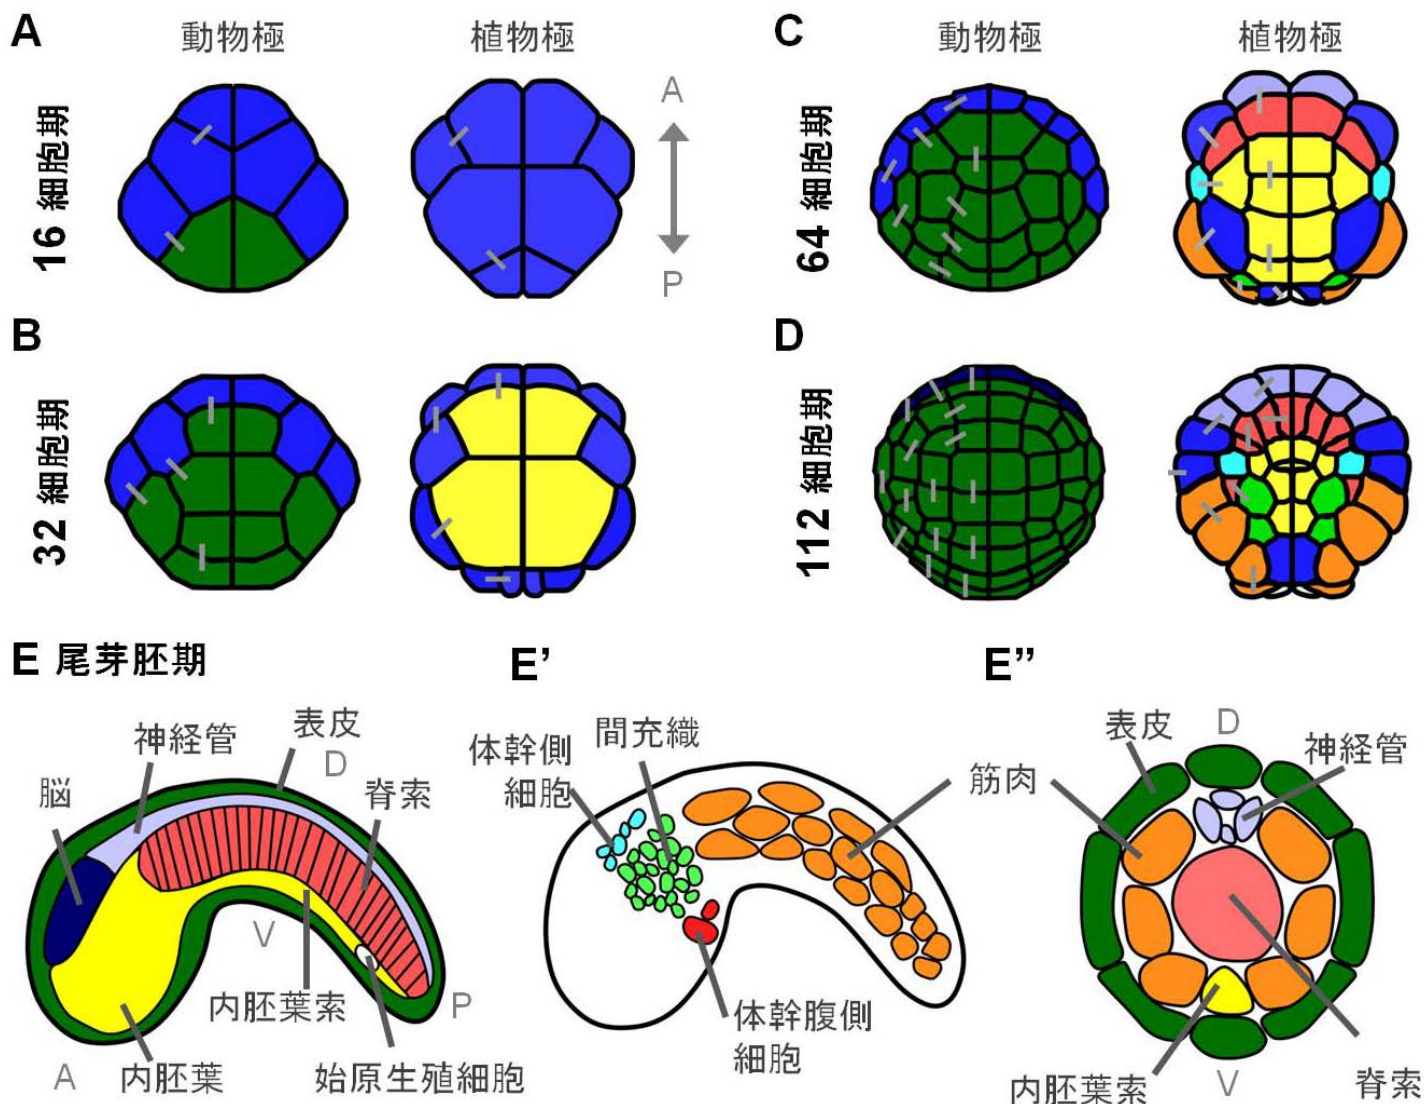 A
動物極
植物極
16 細胞期
A
P
B
32 細胞期
C
動物極
植物極
64 細胞期
D
112 細胞期
E 尾芽胚期
脳
神経管
表皮
D
脊索
V
内胚葉索
P
A
内胚葉
始原生殖細胞
E’
体幹側
細胞
間充織
筋肉
体幹腹側
細胞
E”
表皮
D
神経管
内胚葉索
V
脊索